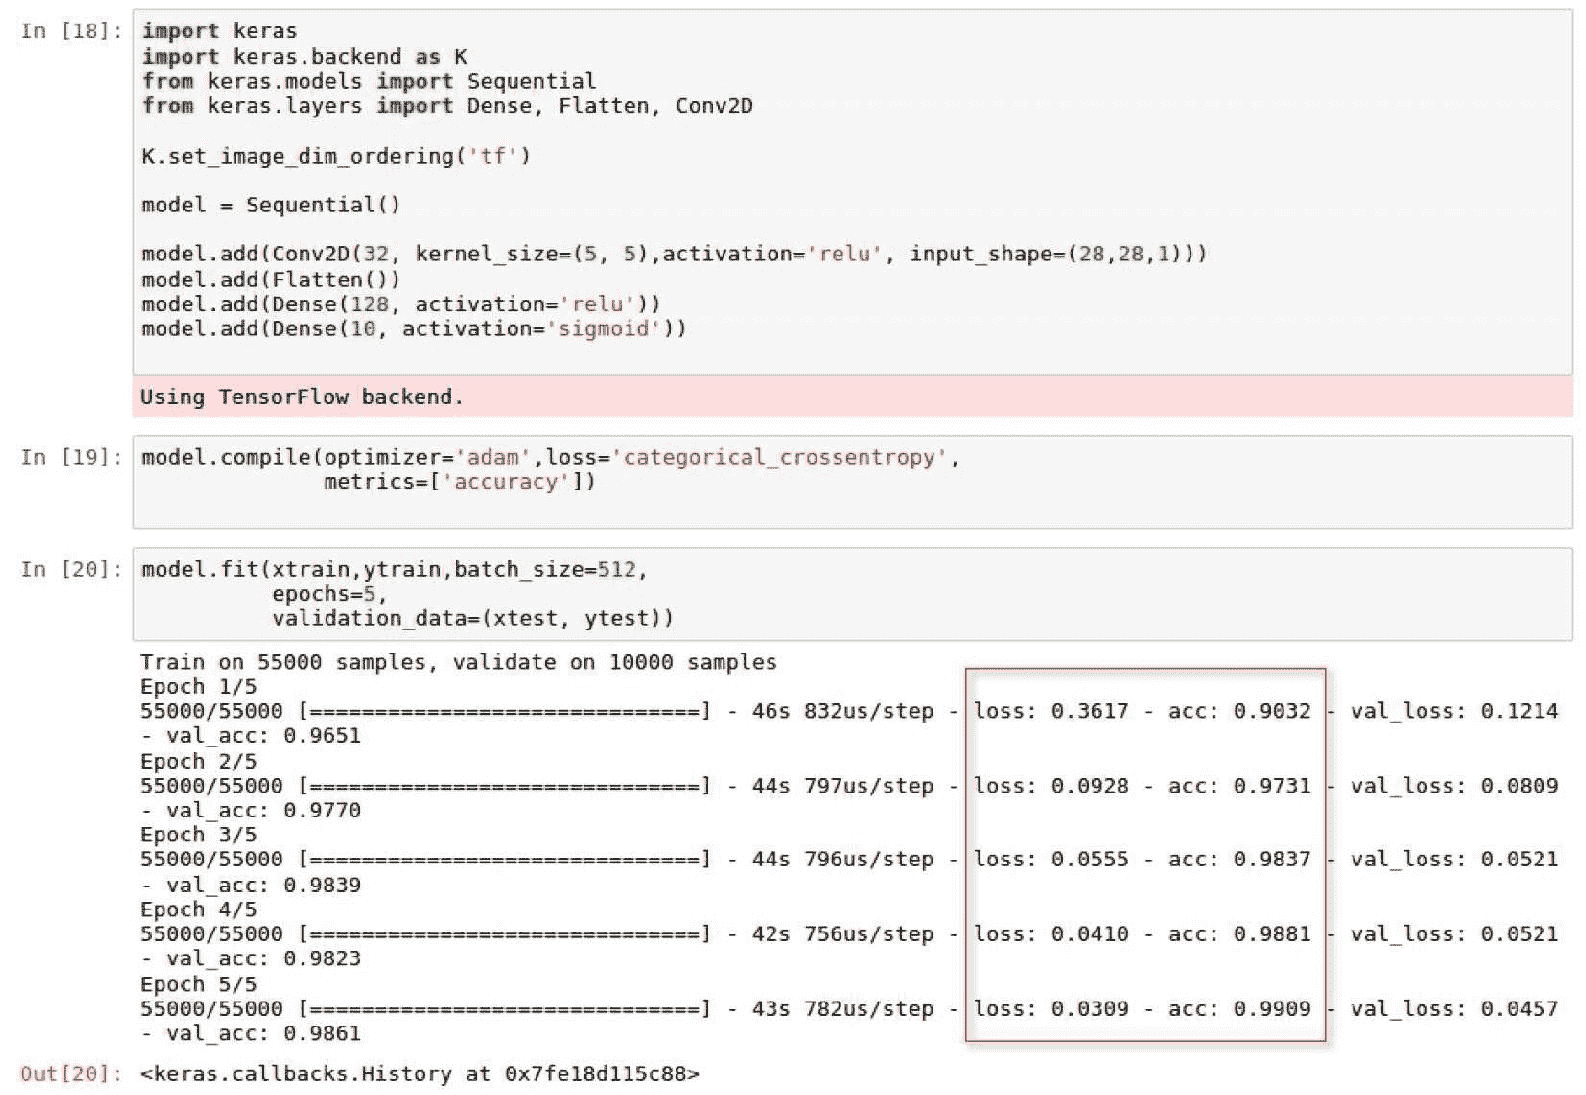 In [18]: import keras
import keras.backend as K
from keras.models import Sequential
from keras.layers import Dense, Flatten, Conv2D
K.set_image_dim_ordering('tf')
model = Sequential()
model.add(Conv2D(32, kernel_size=(5, 5),activation='relu', input_shape=(28,28,1)))
model.add(Flatten())
model.add(Dense(128, activation='relu'))
model.add(Dense(10, activation='sigmoid'))
Using TensorFlow backend.
In [19]: model.compile(optimizer='adam',loss='categorical_crossentropy',
metrics=['accuracy'])
In [20]: model.fit(xtrain,ytrain,batch_size=512,
epochs=5,
validation_data=(xtest, ytest))
Train on 55000 samples, validate on 10000 samples
Epoch 1/5
55000/55000 [==============================] - 46s 832us/step - loss: 0.3617 - acc: 0.9032 - val_loss: 0.1214
- val_acc: 0.9651
Epoch 2/5
55000/55000 [==============================] - 44s 797us/step - loss: 0.0928 - acc: 0.9731 - val_loss: 0.0809
- val_acc: 0.9770
Epoch 3/5
55000/55000 [==============================] - 44s 796us/step - loss: 0.0555 - acc: 0.9837 - val_loss: 0.0521
- val_acc: 0.9839
Epoch 4/5
55000/55000 [==============================] - 42s 756us/step - loss: 0.0410 - acc: 0.9881 - val_loss: 0.0521
- val_acc: 0.9823
Epoch 5/5
55000/55000 [==============================] - 43s 782us/step - loss: 0.0309 - acc: 0.9909 - val_loss: 0.0457
- val_acc: 0.9861
Out[20]: <keras.callbacks.History at 0x7fe18d115c88>